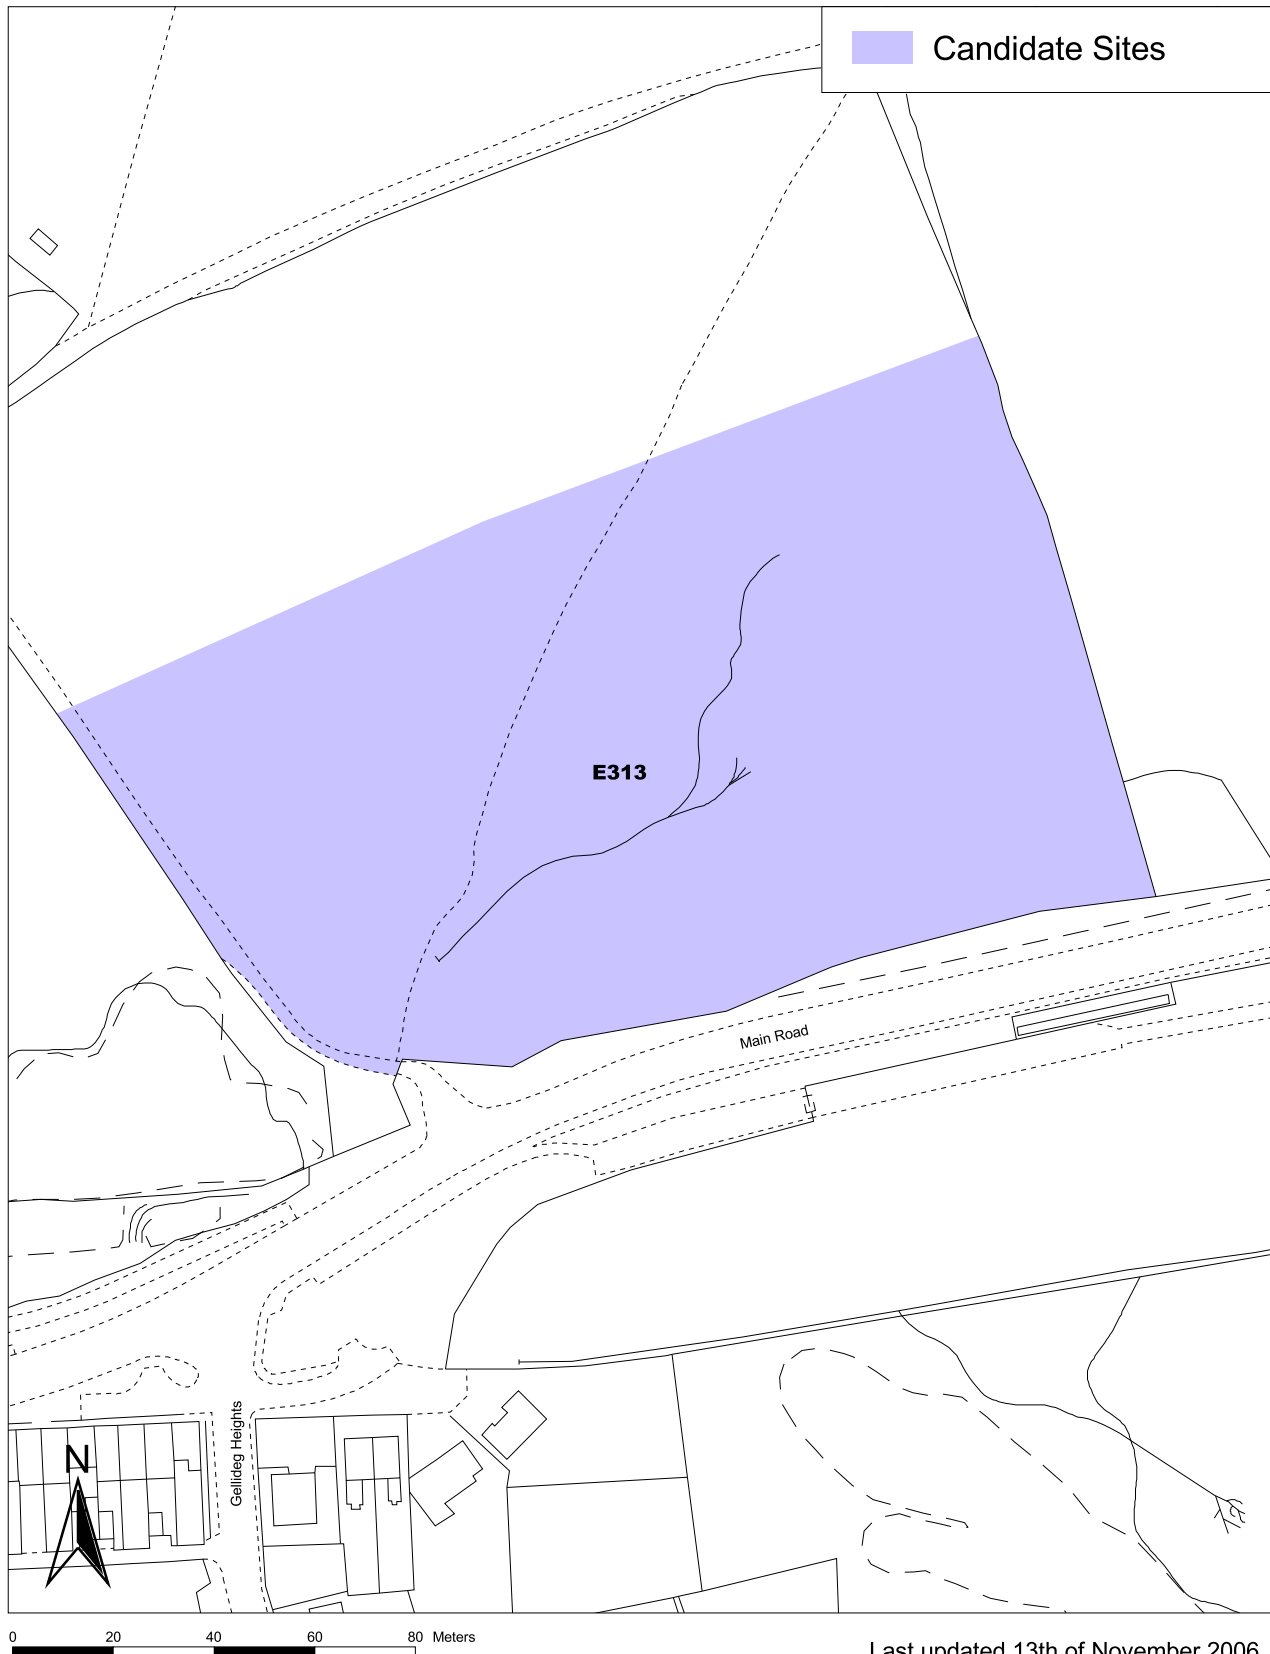 Candidate Sites
E313
Main Road
Gellideg Heights
N
0 20 40 60 80 Meters
Last updated 13th of November 2006